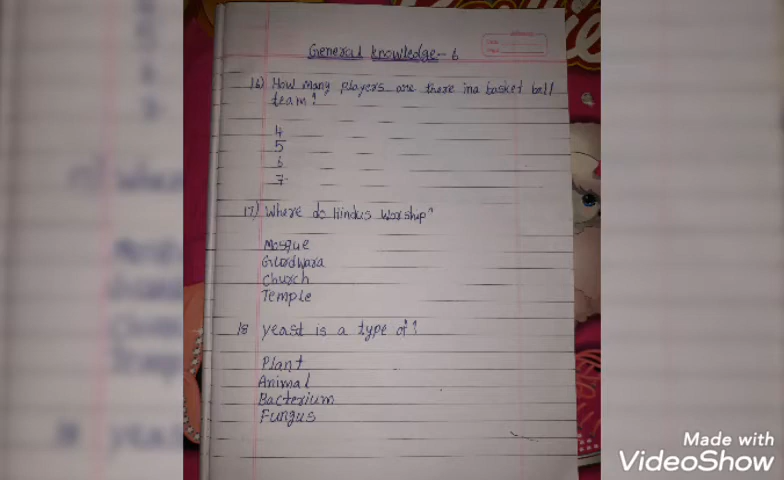 General knowledge - 6
16) How many players are there in a basket ball
team?
4
5
6
7
17) Where do Hindus Worship?
Mosque
Gurdwara
Church
Temple
18 yeast is a type of?
Plant
Animal
Bacterium
Fungus
Made with
VideoShow